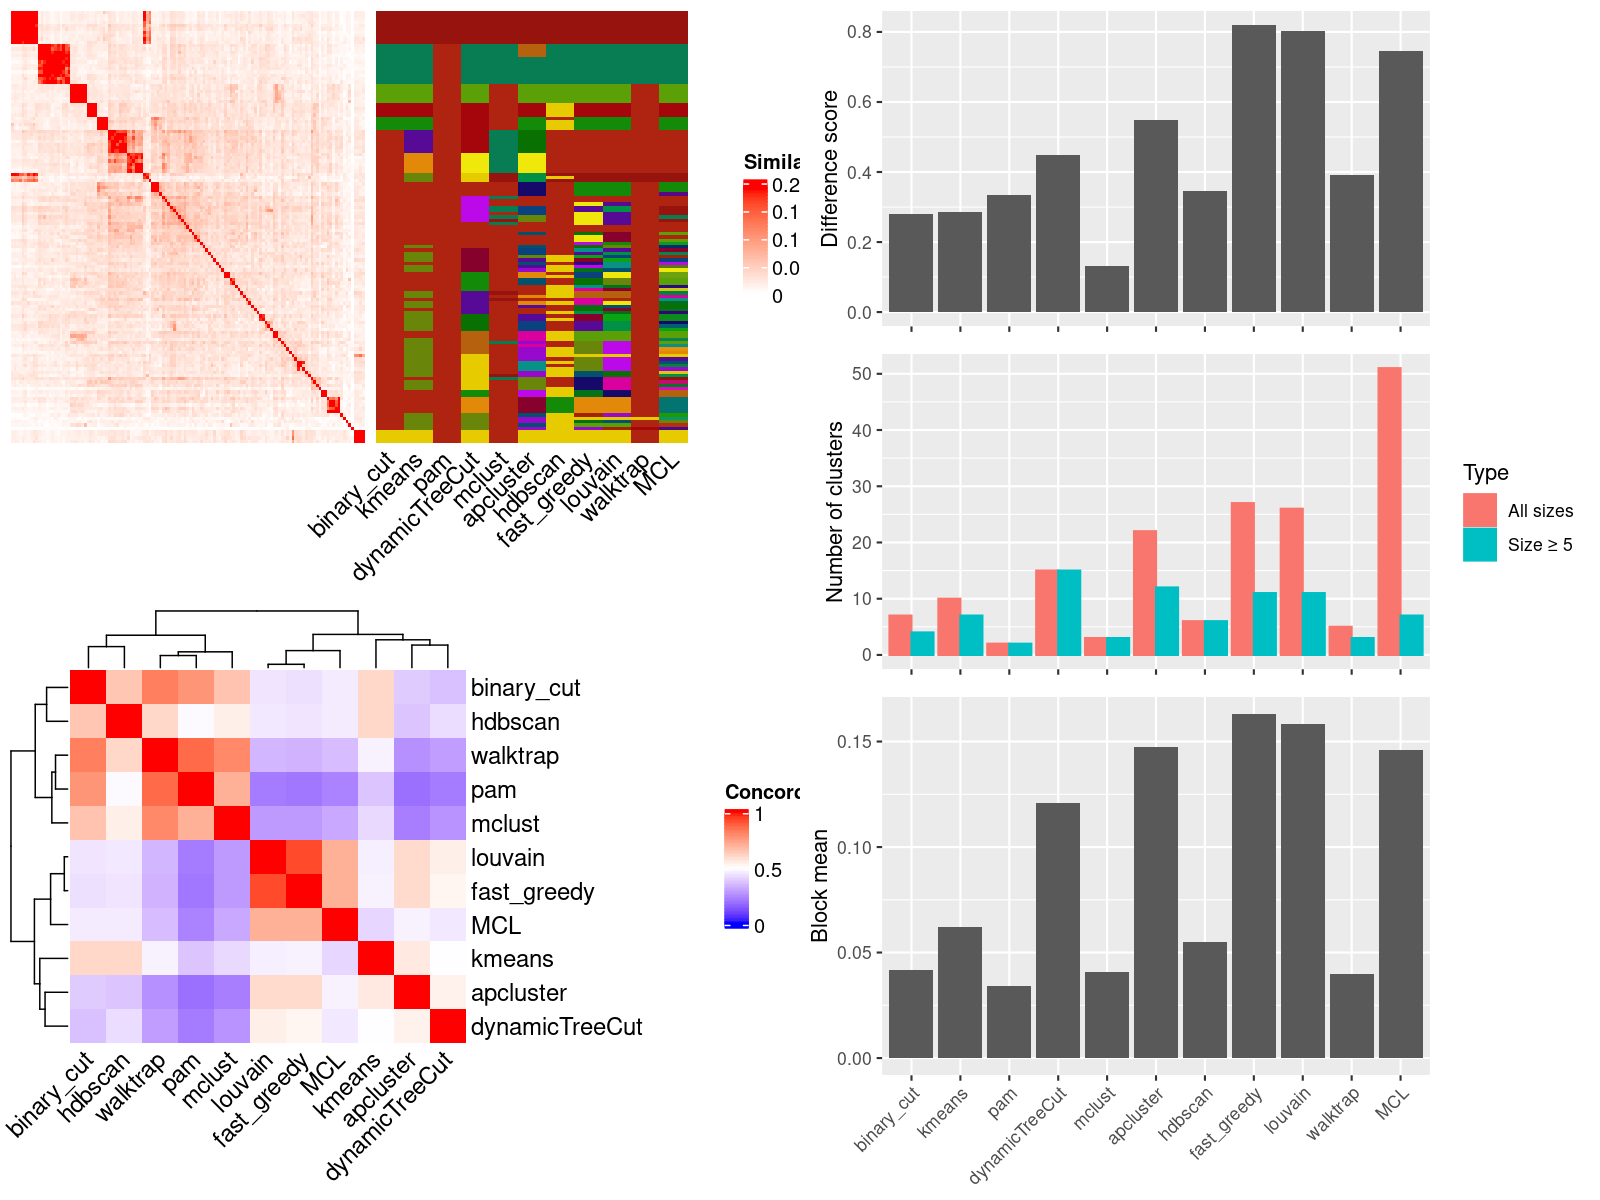 Simila
0.2
0.1
0.1
0.0
0
binary_cut
kmeans
pam
dynamicTreeCut
mclust
apcluster
hdbscan
fast_greedy
louvain
walktrap
MCL
binary_cut
hdbscan
walktrap
pam
mclust
louvain
fast_greedy
MCL
kmeans
apcluster
dynamicTreeCut
binary_cut
hdbscan
walktrap
pam
mclust
louvain
fast_greedy
MCL
kmeans
apcluster
dynamicTreeCut
Concord
1
0.5
0
Difference score
0.8
0.6
0.4
0.2
0.0
Number of clusters
50
40
30
20
10
0
Type
All sizes
Size ≥ 5
Block mean
0.15
0.10
0.05
0.00
binary_cut
kmeans
pam
dynamicTreeCut
mclust
apcluster
hdbscan
fast_greedy
louvain
walktrap
MCL